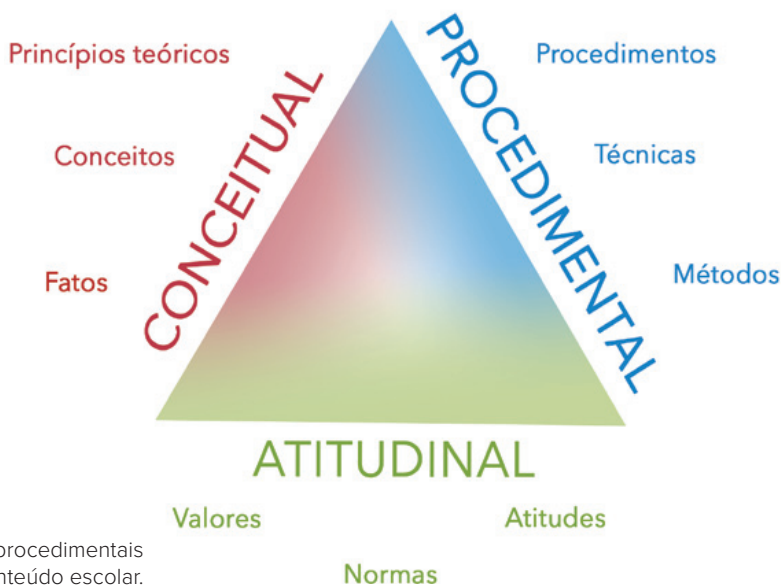 Princípios teóricos
Conceitos
Fatos
CONCEITUAL
PROCEDIMENTAL
Procedimentos
Técnicas
Métodos
ATITUDINAL
Valores
Atitudes
Normas
procedimentais
nteúdo escolar.